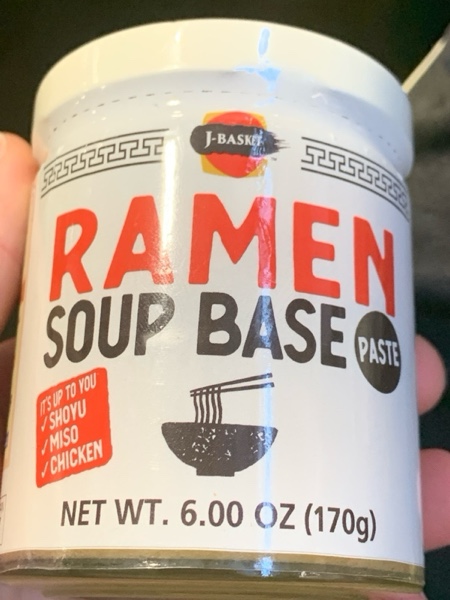 J-BASKET
RAMEN
SOUP BASE
PASTE
IT'S UP TO YOU
✓ SHOYU
✓ MISO
✓ CHICKEN
NET WT. 6.00 OZ (170g)